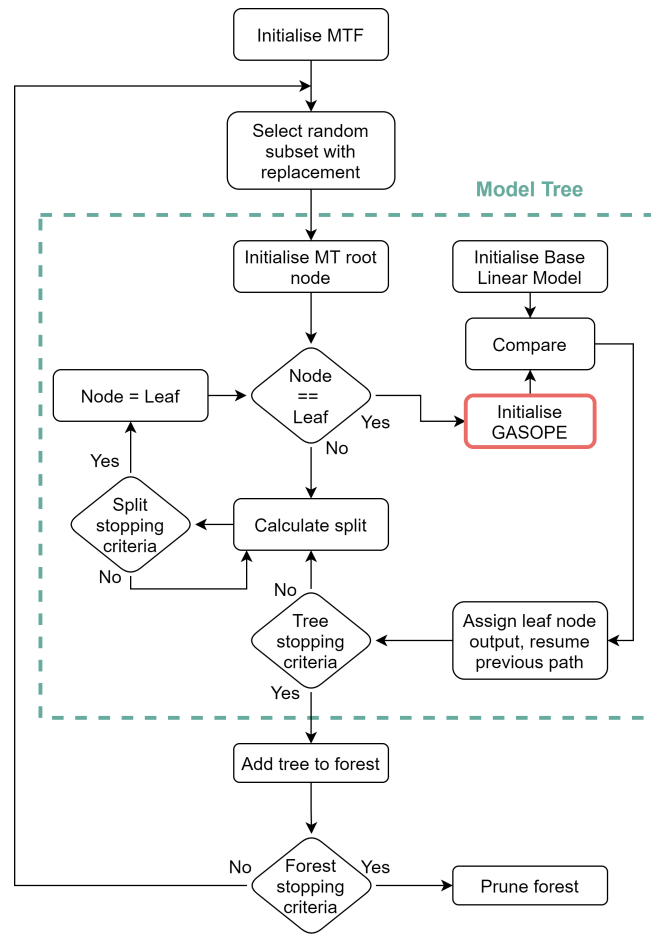 Initialise MTF
Select random
subset with
replacement
Model Tree
Initialise MT root
node
Initialise Base
Linear Model
Compare
Node
==
Leaf
Node = Leaf
Yes
Initialise
GASOPE
No
Yes
Split
stopping
criteria
Calculate split
No
No
Tree
stopping
criteria
Assign leaf node
output, resume
previous path
Yes
Add tree to forest
No
Forest
stopping
criteria
Yes
Prune forest